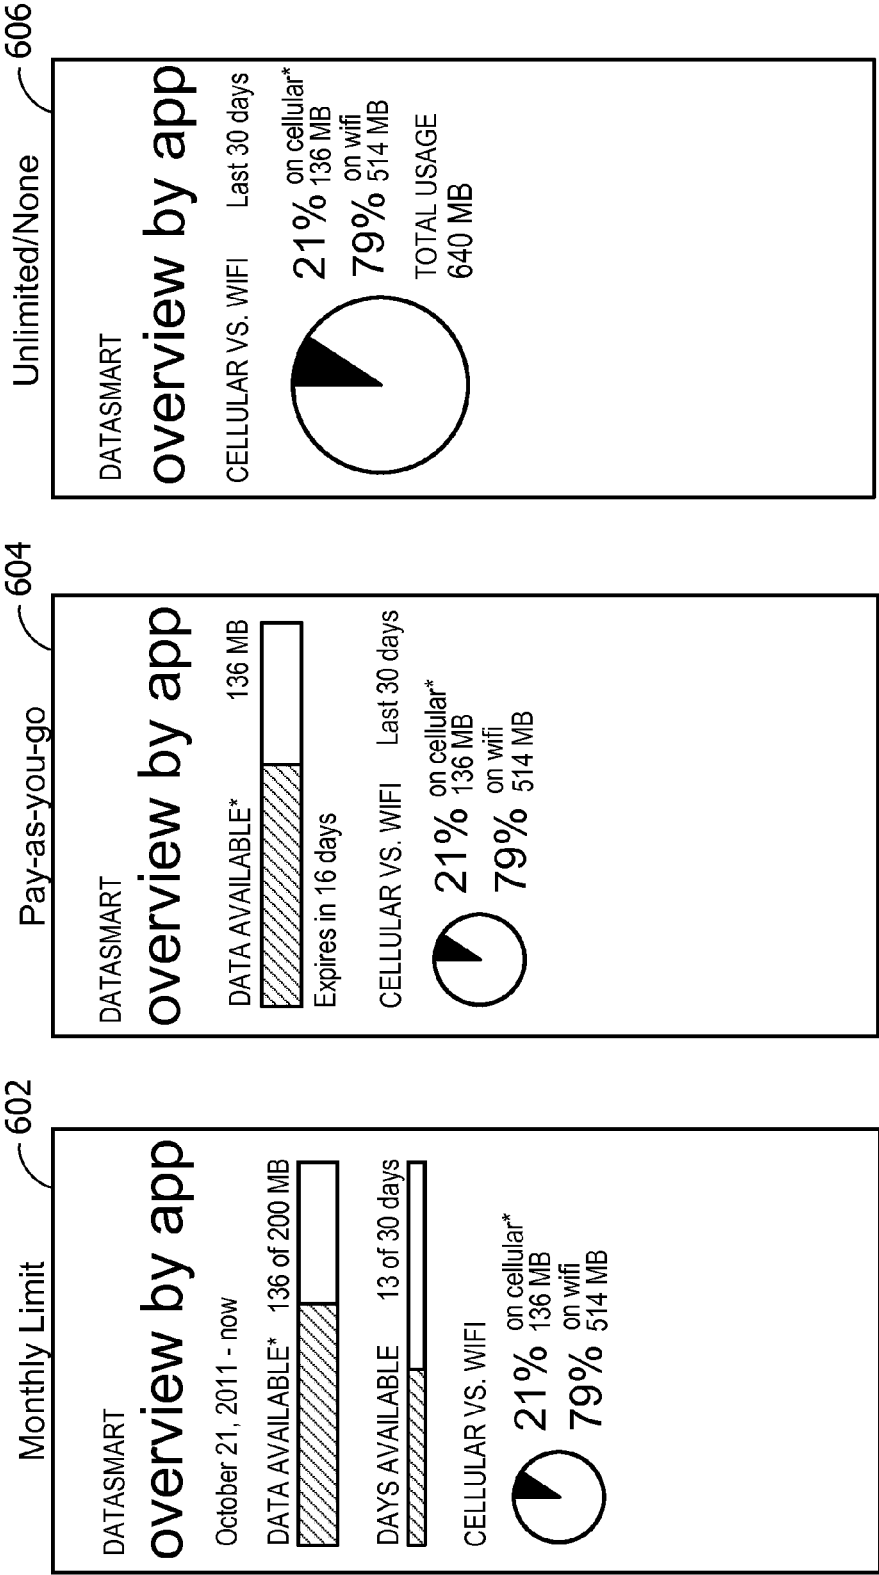 Monthly Limit
602
DATASMART
overview by app
October 21, 2011 - now
DATA AVAILABLE* 136 of 200 MB
DAYS AVAILABLE 13 of 30 days
CELLULAR VS. WIFI
21% on cellular*
136 MB
79% on wifi
514 MB
Pay-as-you-go
604
DATASMART
overview by app
DATA AVAILABLE* 136 MB
Expires in 16 days
CELLULAR VS. WIFI Last 30 days
21% on cellular*
136 MB
79% on wifi
514 MB
Unlimited/None
606
DATASMART
overview by app
CELLULAR VS. WIFI Last 30 days
21% on cellular*
136 MB
79% on wifi
514 MB
TOTAL USAGE
640 MB